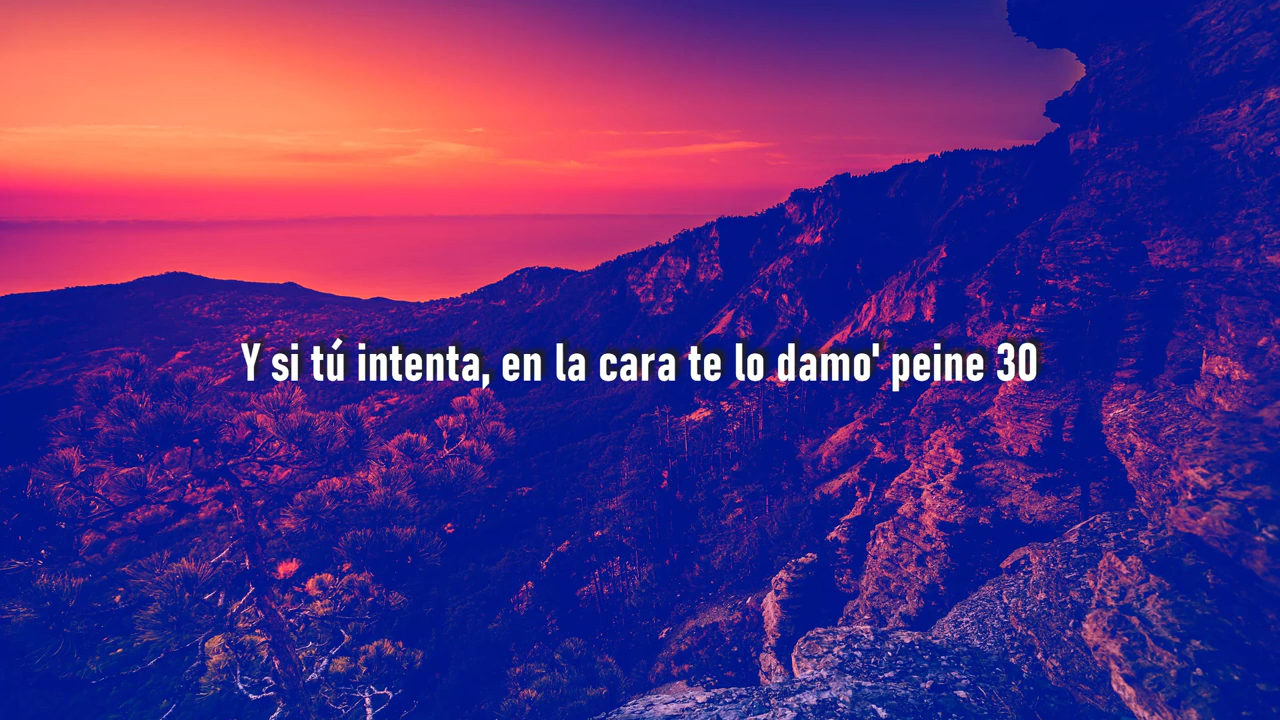 Y si tú intenta, en la cara te lo damo' peine 30